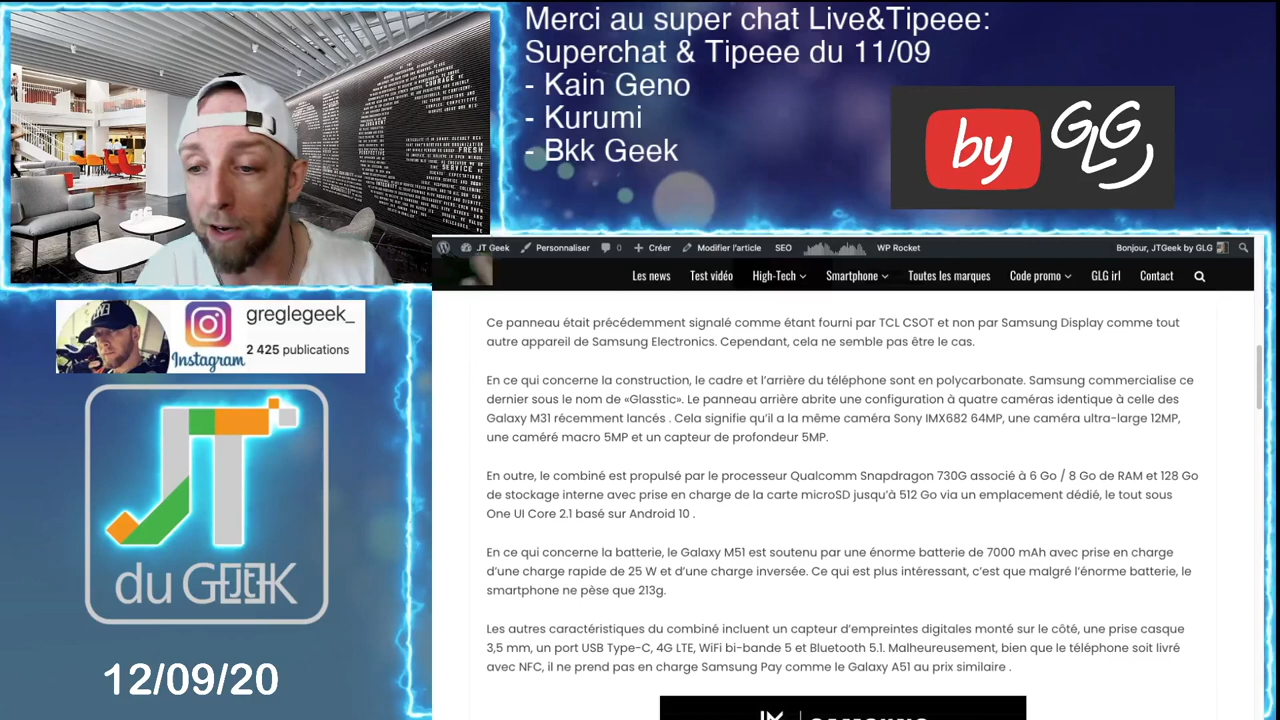 Merci au super chat Live&Tipeee:
Superchat & Tipeee du 11/09
- Kain Geno
- Kurumi
- Bkk Geek
by GLG
COURAGE
FRESH
SERVICE
JT Geek Personnaliser 0 Créer Modifier l'article SEO WP Rocket Bonjour, JTGeek by GLG
Les news Test vidéo High-Tech Smartphone Toutes les marques Code promo GLG irl Contact
greglegeek_
Instagram
2 425 publications
JT
du GEEK
12/09/20
Ce panneau était précédemment signalé comme étant fourni par TCL CSOT et non par Samsung Display comme tout
autre appareil de Samsung Electronics. Cependant, cela ne semble pas être le cas.
En ce qui concerne la construction, le cadre et l'arrière du téléphone sont en polycarbonate. Samsung commercialise ce
dernier sous le nom de «Glasstic». Le panneau arrière abrite une configuration à quatre caméras identique à celle des
Galaxy M31 récemment lancés . Cela signifie qu'il a la même caméra Sony IMX682 64MP, une caméra ultra-large 12MP,
une caméré macro 5MP et un capteur de profondeur 5MP.
En outre, le combiné est propulsé par le processeur Qualcomm Snapdragon 730G associé à 6 Go / 8 Go de RAM et 128 Go
de stockage interne avec prise en charge de la carte microSD jusqu'à 512 Go via un emplacement dédié, le tout sous
One UI Core 2.1 basé sur Android 10 .
En ce qui concerne la batterie, le Galaxy M51 est soutenu par une énorme batterie de 7000 mAh avec prise en charge
d'une charge rapide de 25 W et d'une charge inversée. Ce qui est plus intéressant, c'est que malgré l'énorme batterie, le
smartphone ne pèse que 213g.
Les autres caractéristiques du combiné incluent un capteur d'empreintes digitales monté sur le côté, une prise casque
3,5 mm, un port USB Type-C, 4G LTE, WiFi bi-bande 5 et Bluetooth 5.1. Malheureusement, bien que le téléphone soit livré
avec NFC, il ne prend pas en charge Samsung Pay comme le Galaxy A51 au prix similaire .